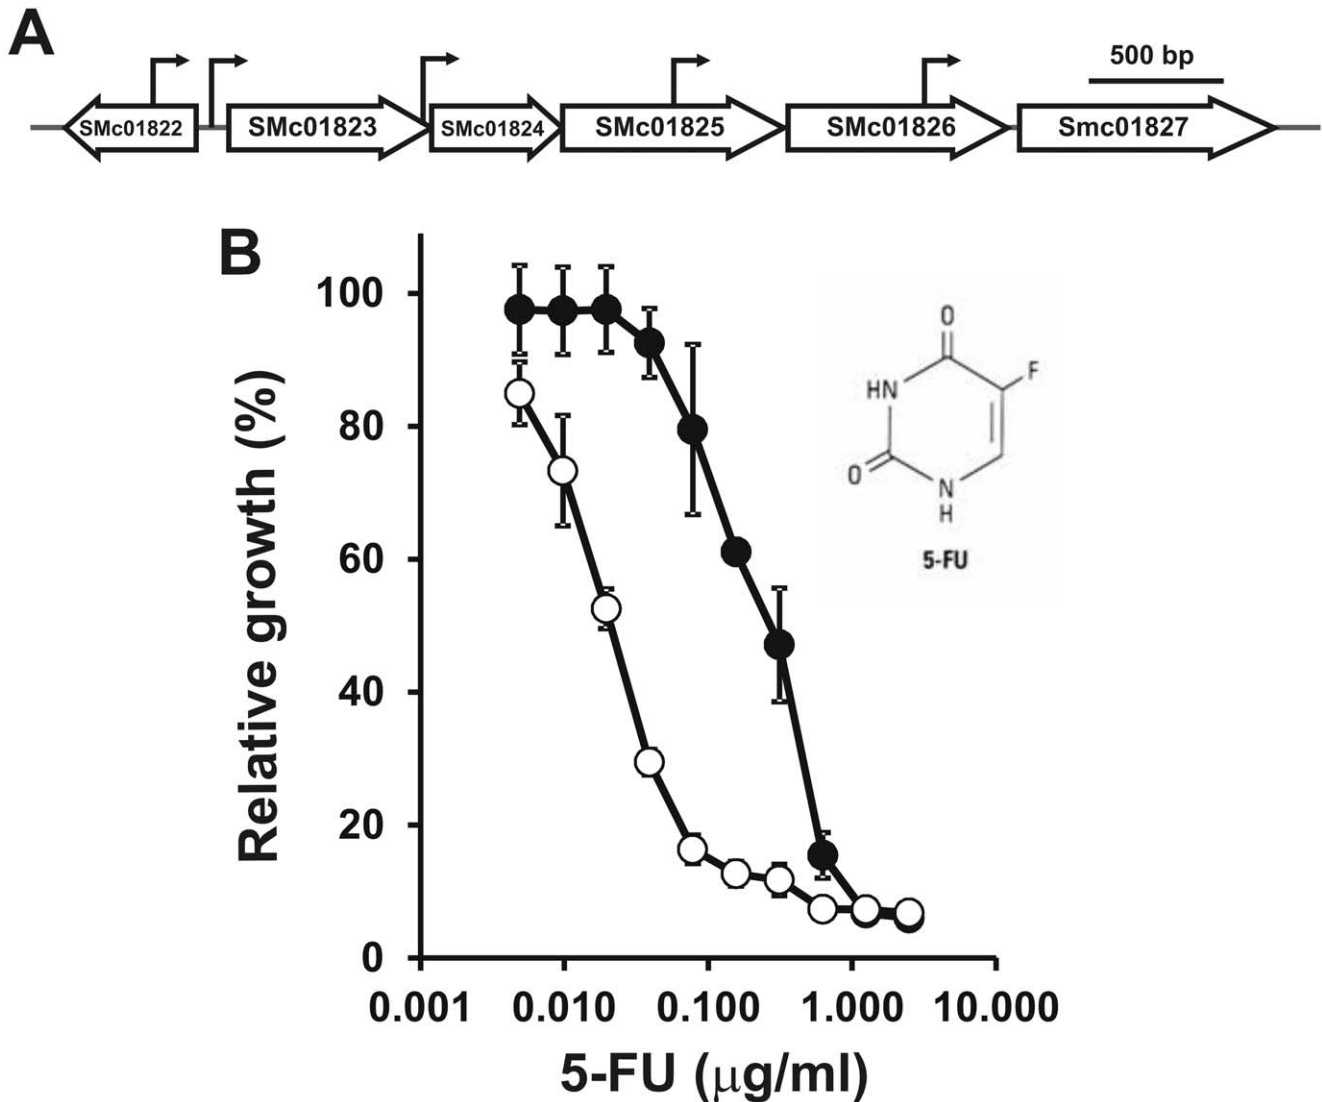 A
500 bp
SMc01822 SMc01823 SMc01824 SMc01825 SMc01826 Smc01827
B
100
80
60
40
20
0
Relative growth (%)
0.001 0.010 0.100 1.000 10.000
5-FU (μg/ml)
O
F
HN
O
N
H
5-FU